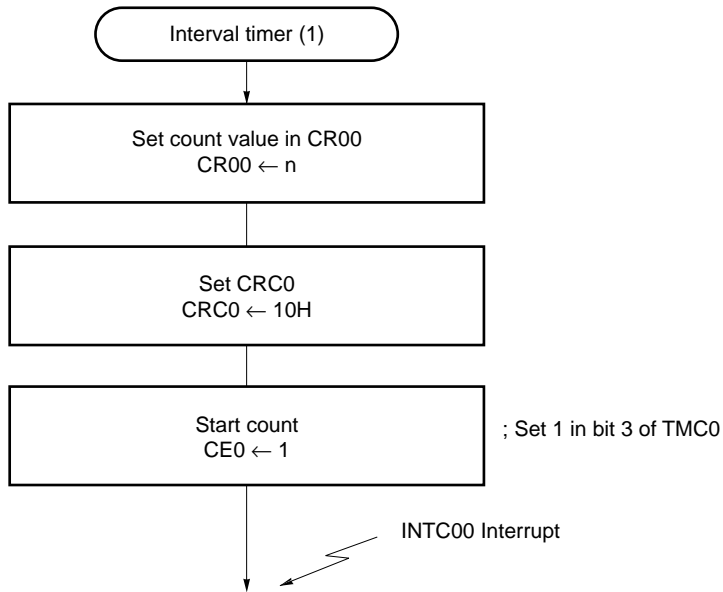 Interval timer (1)
Set count value in CR00
CR00 ← n
Set CRC0
CRC0 ← 10H
Start count
CE0 ← 1
; Set 1 in bit 3 of TMC0
INTC00 Interrupt